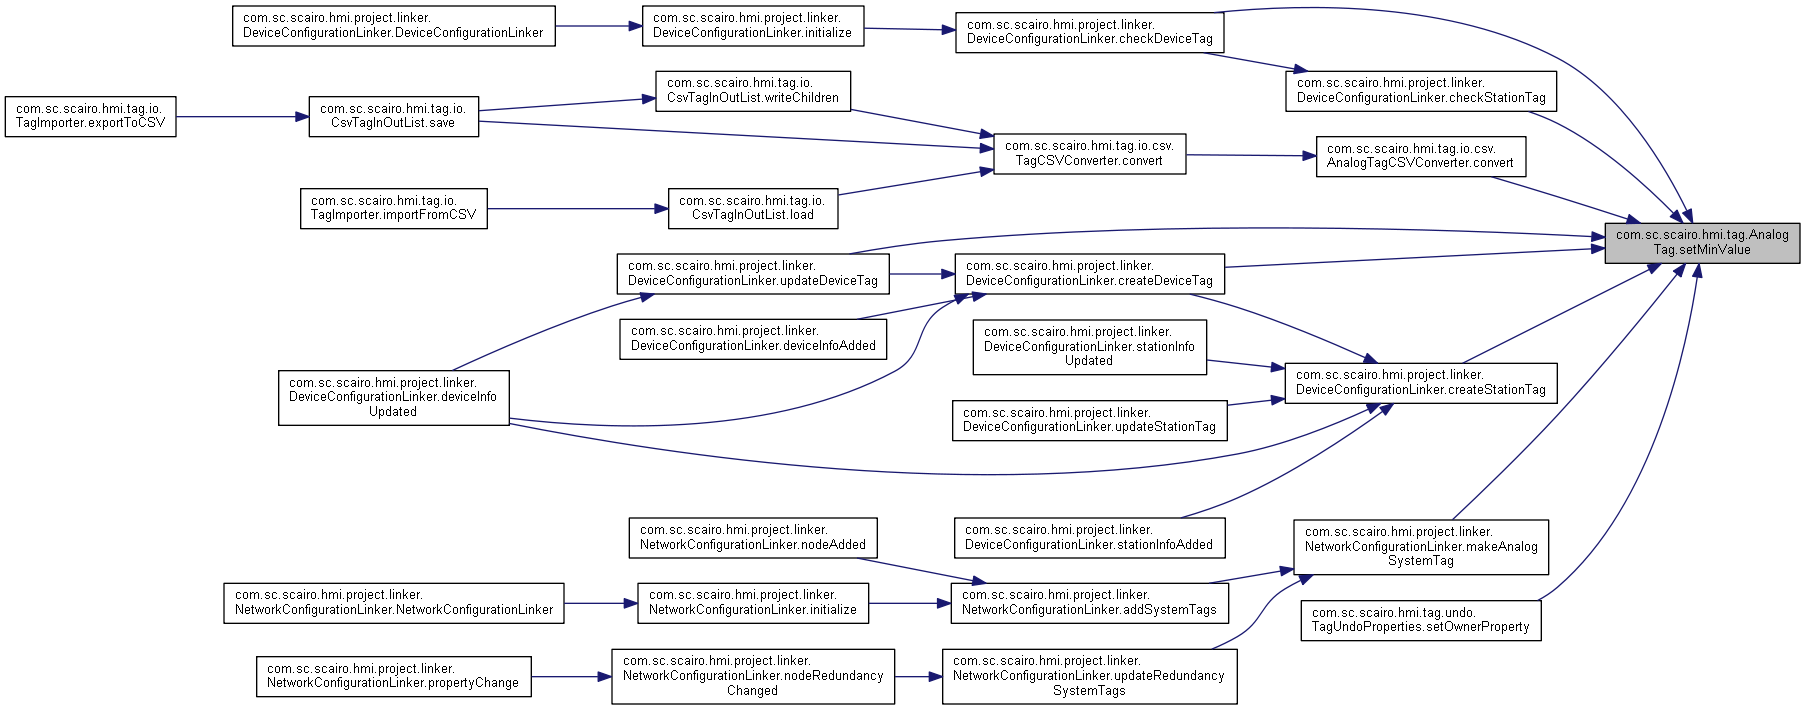 com.sc.scairo.hmi.project.linker.
DeviceConfigurationLinker.DeviceConfigurationLinker
com.sc.scairo.hmi.project.linker.
DeviceConfigurationLinker.initialize
com.sc.scairo.hmi.project.linker.
DeviceConfigurationLinker.checkDeviceTag
com.sc.scairo.hmi.project.linker.
DeviceConfigurationLinker.checkStationTag
com.sc.scairo.hmi.tag.io.
CsvTagInOutList.writeChildren
com.sc.scairo.hmi.tag.io.
TagImporter.exportToCSV
com.sc.scairo.hmi.tag.io.
CsvTagInOutList.save
com.sc.scairo.hmi.tag.io.csv.
TagCSVConverter.convert
com.sc.scairo.hmi.tag.io.csv.
AnalogTagCSVConverter.convert
com.sc.scairo.hmi.tag.io.
TagImporter.importFromCSV
com.sc.scairo.hmi.tag.io.
CsvTagInOutList.load
com.sc.scairo.hmi.tag.Analog
Tag.setMinValue
com.sc.scairo.hmi.project.linker.
DeviceConfigurationLinker.updateDeviceTag
com.sc.scairo.hmi.project.linker.
DeviceConfigurationLinker.createDeviceTag
com.sc.scairo.hmi.project.linker.
DeviceConfigurationLinker.deviceInfoAdded
com.sc.scairo.hmi.project.linker.
DeviceConfigurationLinker.stationInfo
Updated
com.sc.scairo.hmi.project.linker.
DeviceConfigurationLinker.deviceInfo
Updated
com.sc.scairo.hmi.project.linker.
DeviceConfigurationLinker.createStationTag
com.sc.scairo.hmi.project.linker.
DeviceConfigurationLinker.updateStationTag
com.sc.scairo.hmi.project.linker.
NetworkConfigurationLinker.nodeAdded
com.sc.scairo.hmi.project.linker.
DeviceConfigurationLinker.stationInfoAdded
com.sc.scairo.hmi.project.linker.
NetworkConfigurationLinker.makeAnalog
SystemTag
com.sc.scairo.hmi.project.linker.
NetworkConfigurationLinker.NetworkConfigurationLinker
com.sc.scairo.hmi.project.linker.
NetworkConfigurationLinker.initialize
com.sc.scairo.hmi.project.linker.
NetworkConfigurationLinker.addSystemTags
com.sc.scairo.hmi.tag.undo.
TagUndoProperties.setOwnerProperty
com.sc.scairo.hmi.project.linker.
NetworkConfigurationLinker.propertyChange
com.sc.scairo.hmi.project.linker.
NetworkConfigurationLinker.nodeRedundancy
Changed
com.sc.scairo.hmi.project.linker.
NetworkConfigurationLinker.updateRedundancy
SystemTags